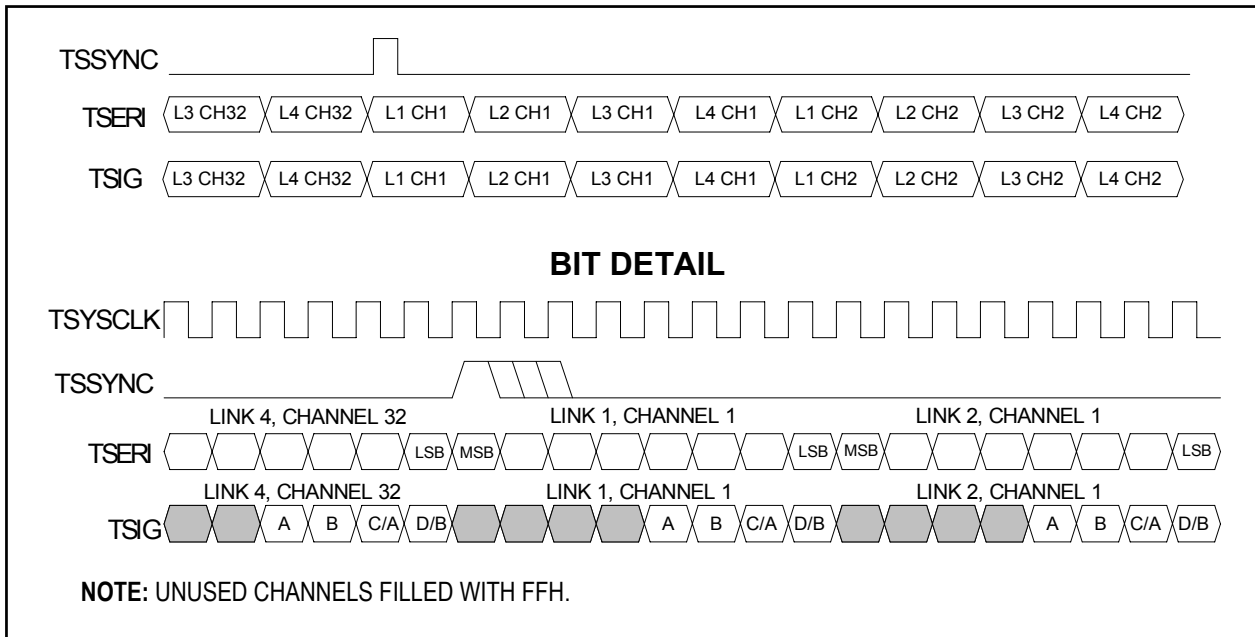 TSSYNC
TSERI L3 CH32 L4 CH32 L1 CH1 L2 CH1 L3 CH1 L4 CH1 L1 CH2 L2 CH2 L3 CH2 L4 CH2
TSIG L3 CH32 L4 CH32 L1 CH1 L2 CH1 L3 CH1 L4 CH1 L1 CH2 L2 CH2 L3 CH2 L4 CH2
BIT DETAIL
TSYSCLK
TSSYNC
LINK 4, CHANNEL 32 LINK 1, CHANNEL 1 LINK 2, CHANNEL 1
TSERI LSB MSB LSB MSB LSB
LINK 4, CHANNEL 32 LINK 1, CHANNEL 1 LINK 2, CHANNEL 1
TSIG A B C/A D/B A B C/A D/B A B C/A D/B
NOTE: UNUSED CHANNELS FILLED WITH FFH.